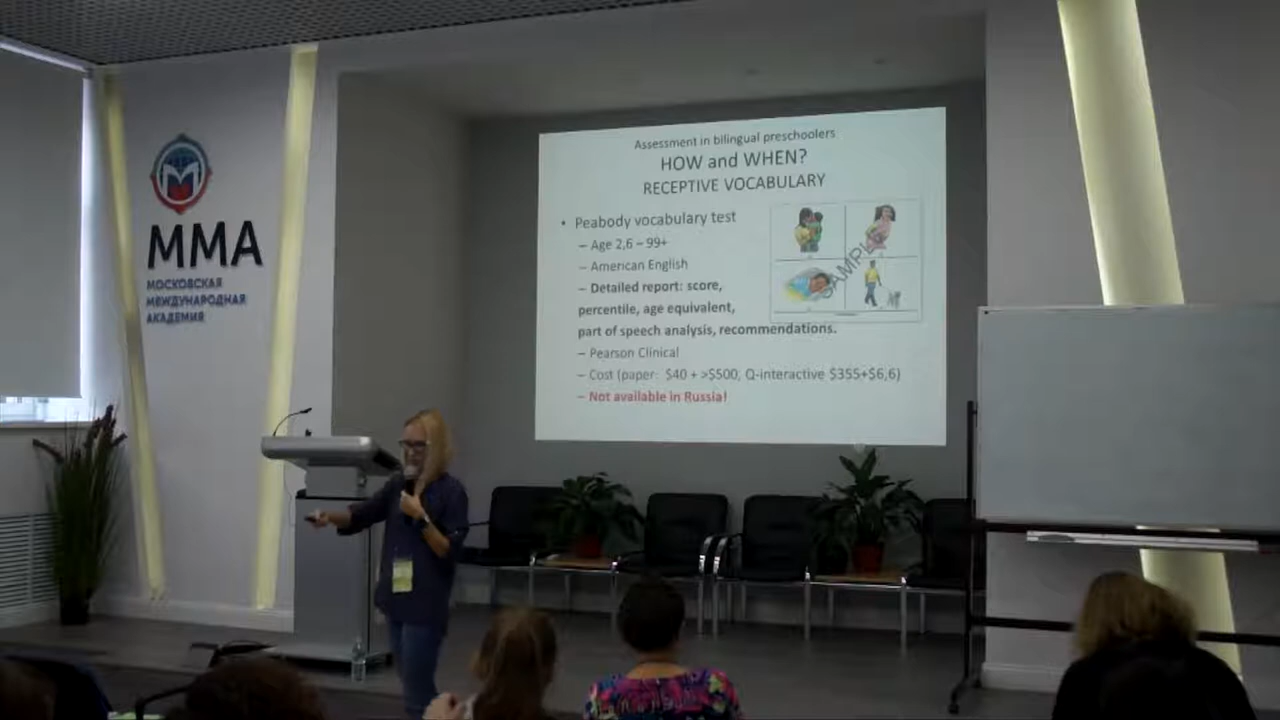 MMA
МОСКОВСКАЯ
МЕЖДУНАРОДНАЯ
АКАДЕМИЯ
Assessment in bilingual preschoolers
HOW and WHEN?
RECEPTIVE VOCABULARY
• Peabody vocabulary test
– Age 2,6 – 99+
– American English
– Detailed report: score,
percentile, age equivalent,
part of speech analysis, recommendations.
– Pearson Clinical
– Cost (paper: $40 + >$500, Q-interactive $355+$6,6)
– Not available in Russia!
SAMPLE